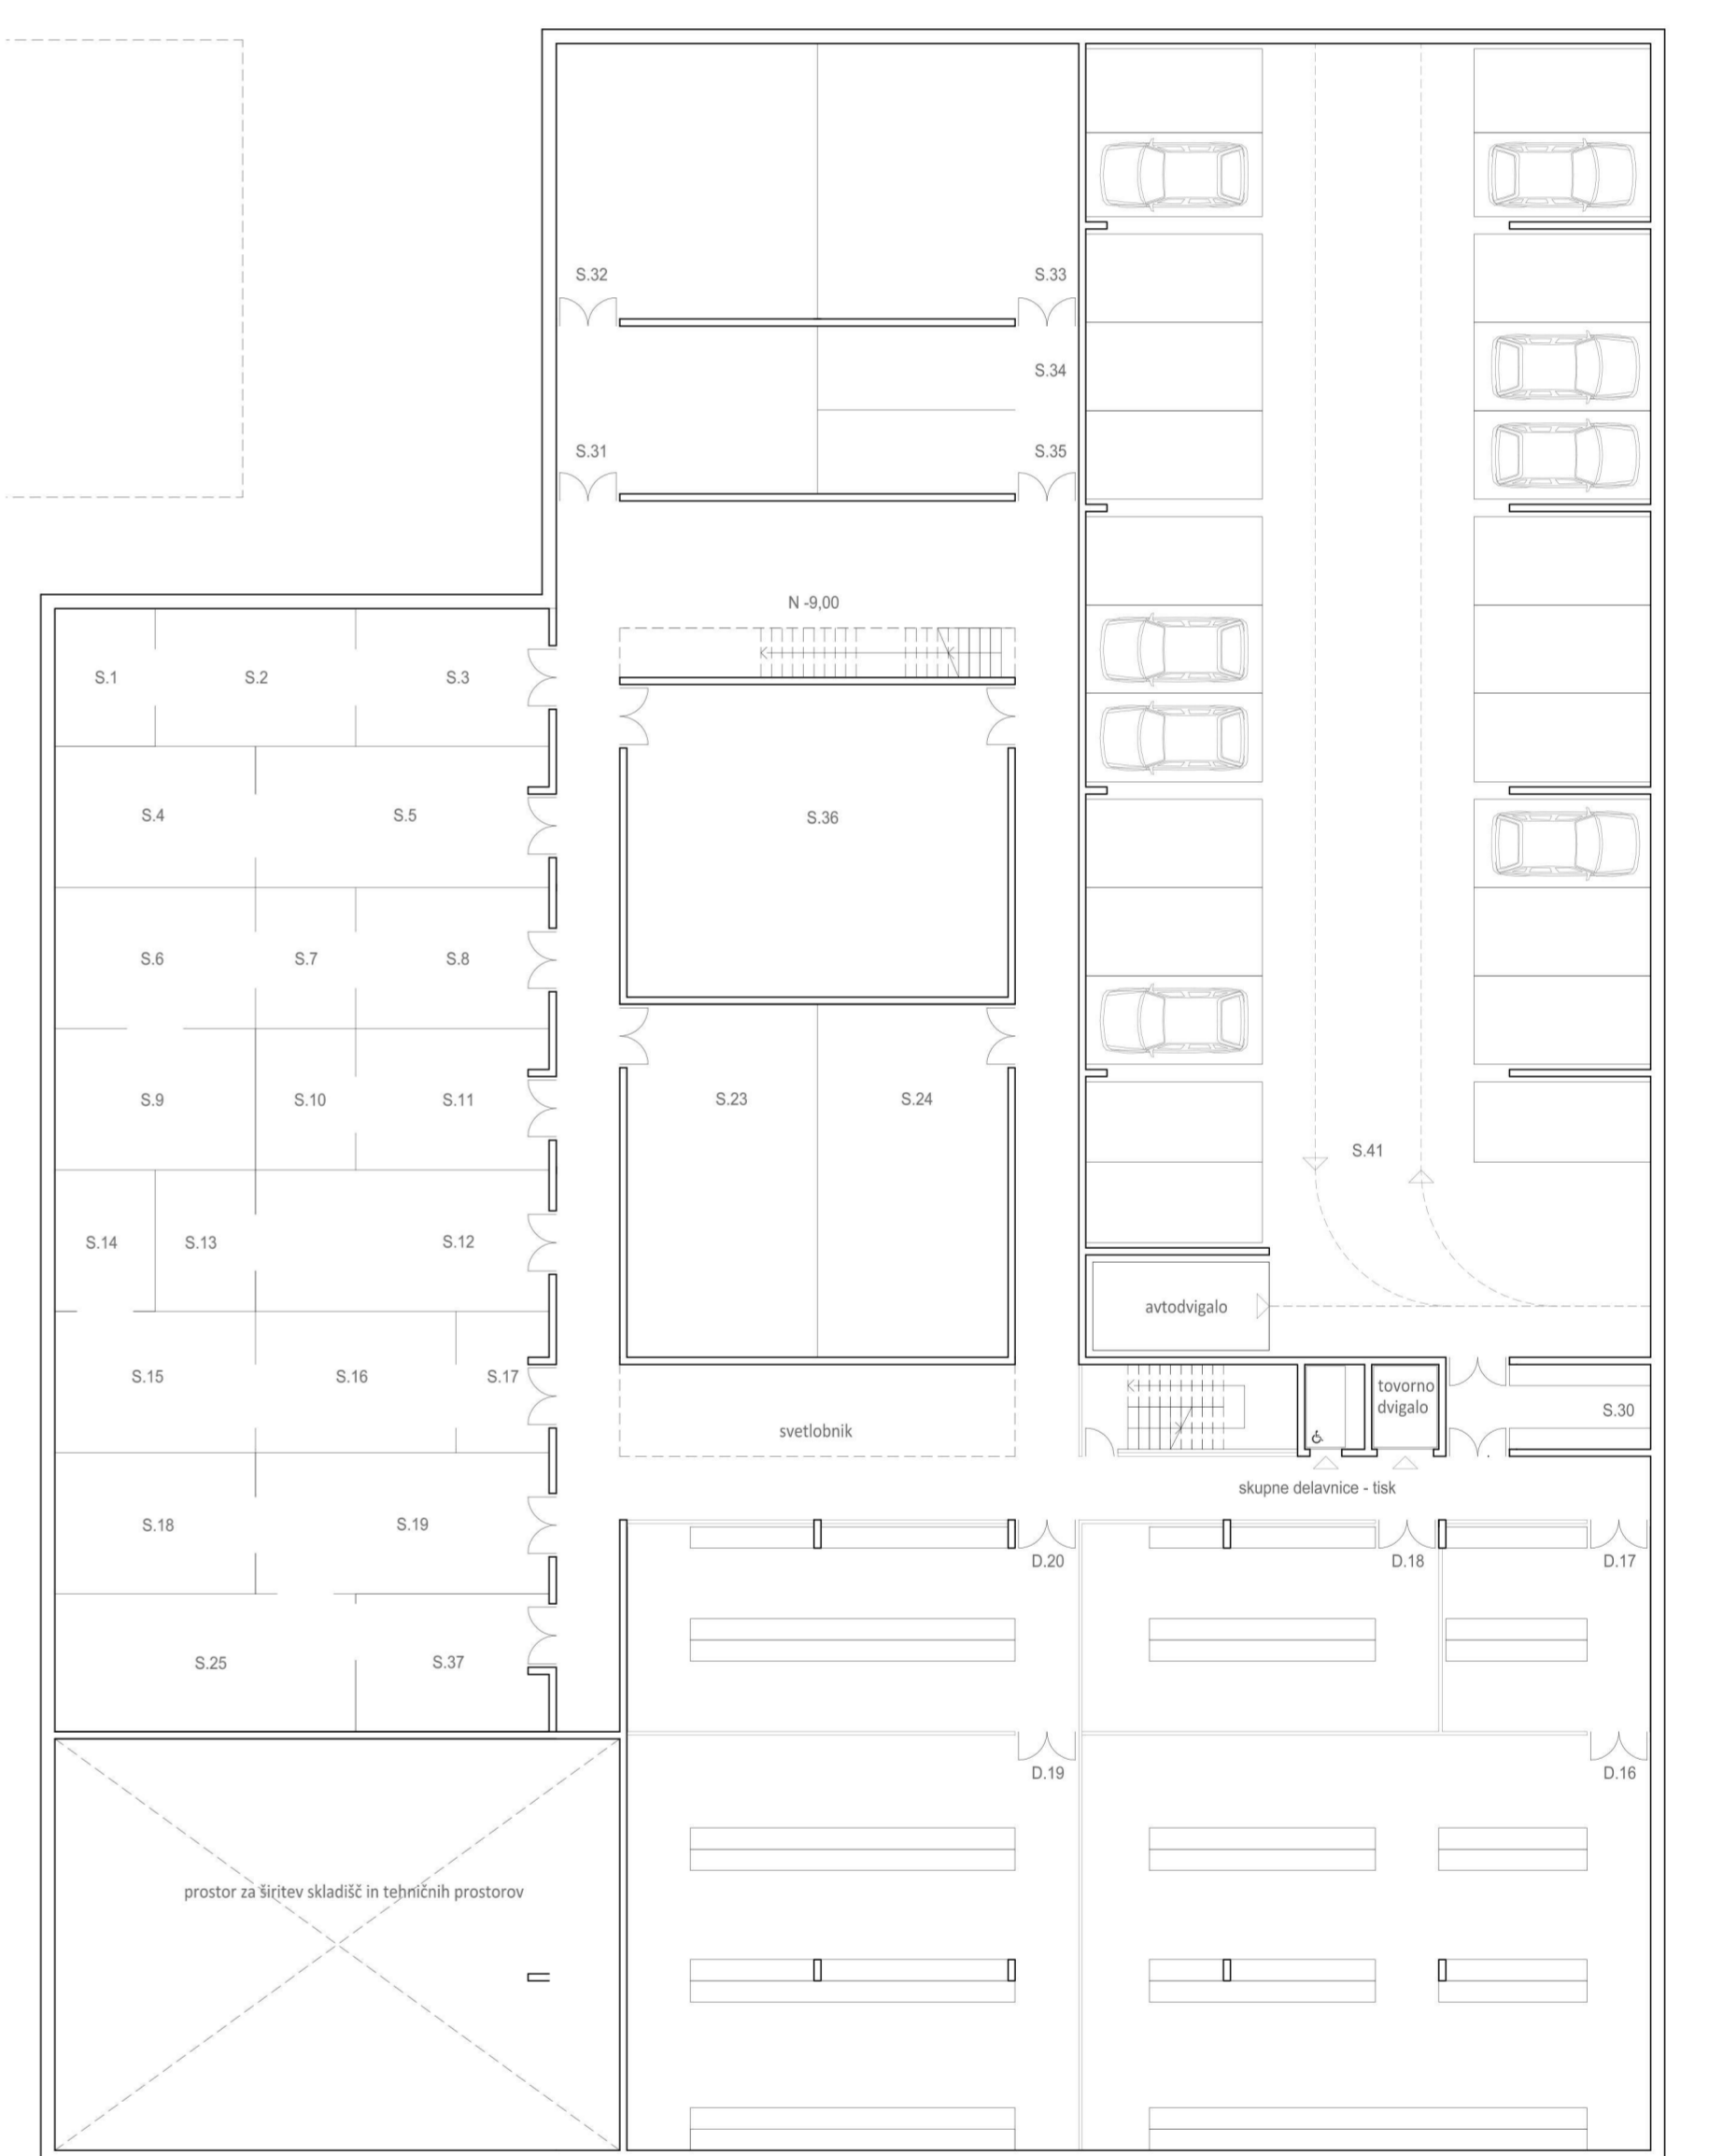 S.32
S.33
S.34
S.31
S.35
N -9,00
S.1
S.2
S.3
S.4
S.5
S.36
S.6
S.7
S.8
S.9
S.10
S.11
S.23
S.24
S.41
S.14
S.13
S.12
avtodvigalo
S.15
S.16
S.17
tovorno
dvigalo
S.30
svetlobnik
skupne delavnice - tisk
S.18
S.19
D.20
D.18
D.17
S.25
S.37
D.19
D.16
prostor za širitev skladišč in tehničnih prostorov